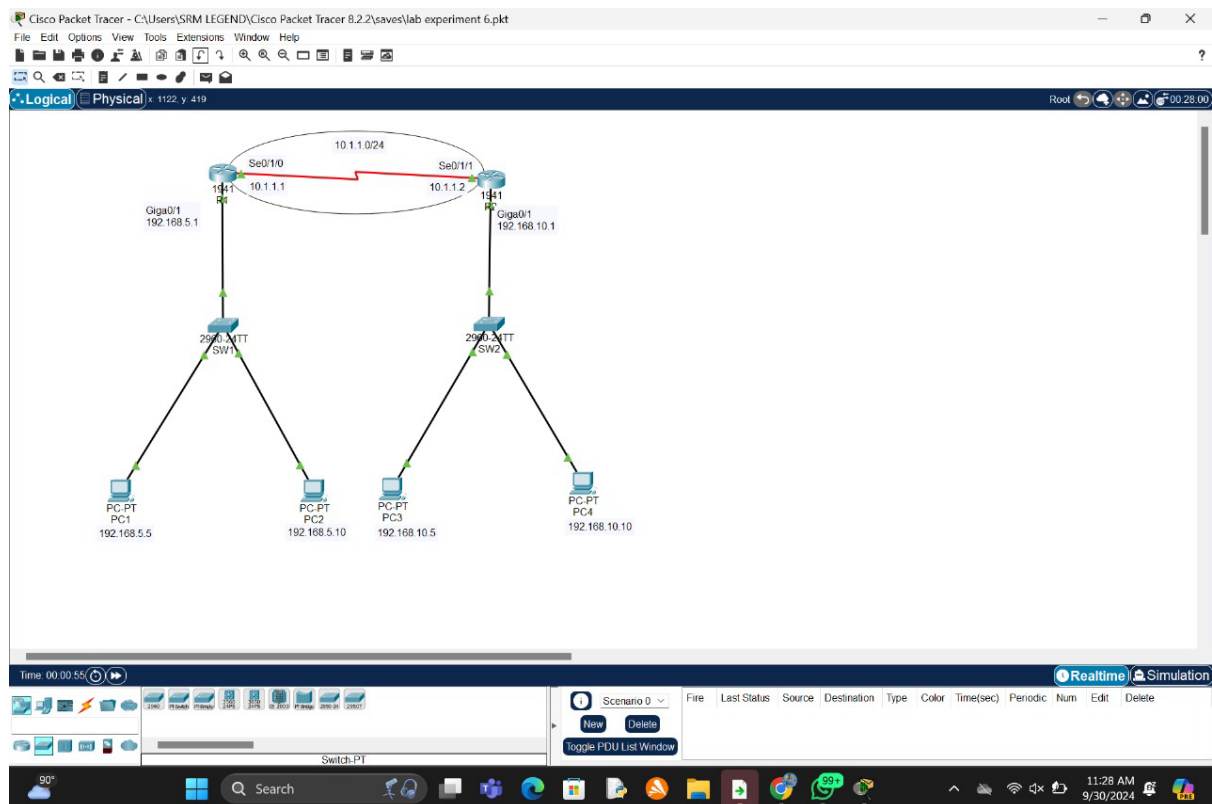 Cisco Packet Tracer - C:\Users\SRM LEGEND\Cisco Packet Tracer 8.2.2\saves\lab experiment 6.pkt
File Edit Options View Tools Extensions Window Help
?
Logical Physical x: 1122, y: 419 Root 00:28:00
10.1.1.0/24
Se0/1/0 Se0/1/1
1941 10.1.1.1 10.1.1.2 1941
Giga0/1 Giga0/1
192.168.5.1 192.168.10.1
2960-24TT 2960-24TT
SW1 SW2
PC-PT PC-PT PC-PT PC-PT
PC1 PC2 PC3 PC4
192.168.5.5 192.168.5.10 192.168.10.5 192.168.10.10
Time: 00:00:55 Realtime Simulation
Scenario 0 Fire Last Status Source Destination Type Color Time(sec) Periodic Num Edit Delete
New Delete
Toggle PDU List Window
Switch-PT
90° Search 99+ 11:28 AM
9/30/2024